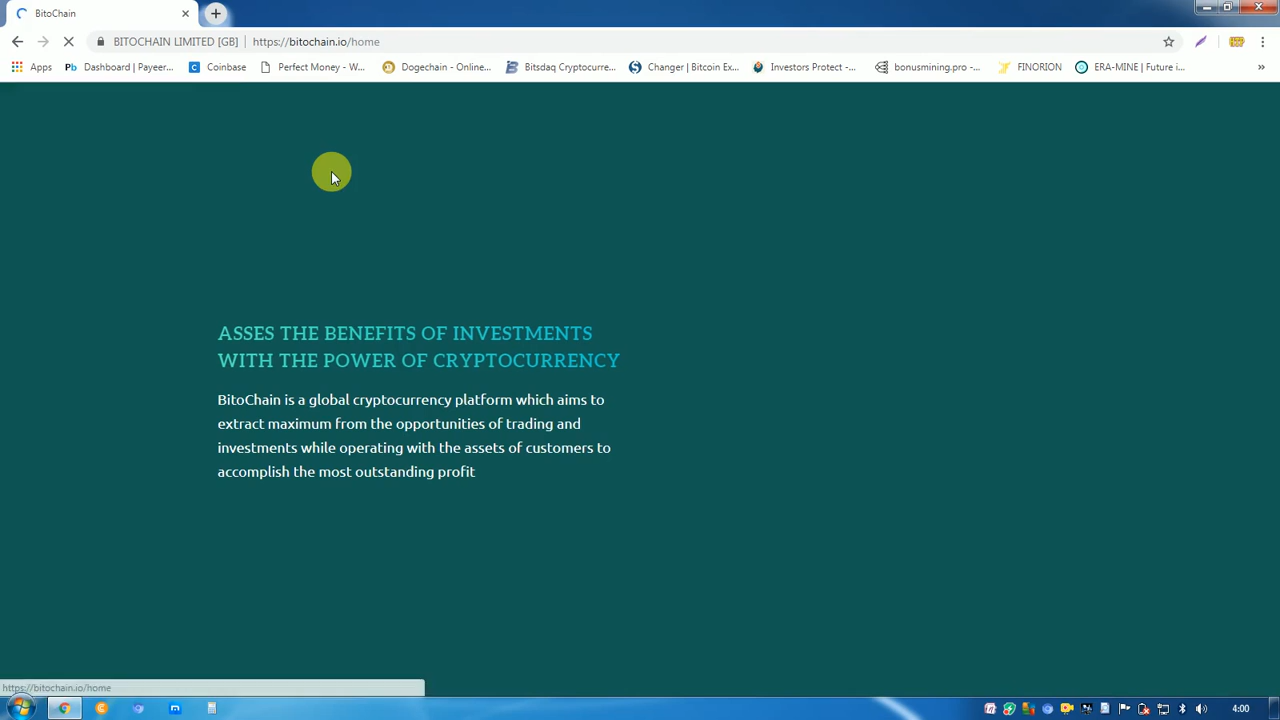 BitoChain
BITOCHAIN LIMITED [GB] https://bitochain.io/home
Apps Dashboard | Payeer... Coinbase Perfect Money - W... Dogechain - Online... Bitsdaq Cryptocurre... Changer | Bitcoin Ex... Investors Protect -... bonusmining.pro -... FINORION ERA-MINE | Future i... »
ASSES THE BENEFITS OF INVESTMENTS
WITH THE POWER OF CRYPTOCURRENCY
BitoChain is a global cryptocurrency platform which aims to
extract maximum from the opportunities of trading and
investments while operating with the assets of customers to
accomplish the most outstanding profit
https://bitochain.io/home
4:00